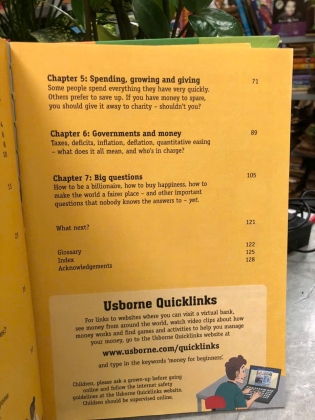 Chapter 5: Spending, growing and giving 71
Some people spend everything they have very quickly.
Others prefer to save up. If you have money to spare,
you should give it away to charity – shouldn't you?
Chapter 6: Governments and money 89
Taxes, deficits, inflation, deflation, quantitative easing
– what does it all mean, and who's in charge?
Chapter 7: Big questions 105
How to be a billionaire, how to buy happiness, how to
make the world a fairer place – and other important
questions that nobody knows the answers to – yet.
What next? 121
Glossary 122
Index 125
Acknowledgements 128
Usborne Quicklinks
For links to websites where you can visit a virtual bank,
see money from around the world, watch video clips about how
money works and find games and activities to help you manage
your money, go to the Usborne Quicklinks website at
www.usborne.com/quicklinks
and type in the keywords 'money for beginners'.
Children, please ask a grown-up before going
online and follow the internet safety
guidelines at the Usborne Quicklinks website.
Children should be supervised online.